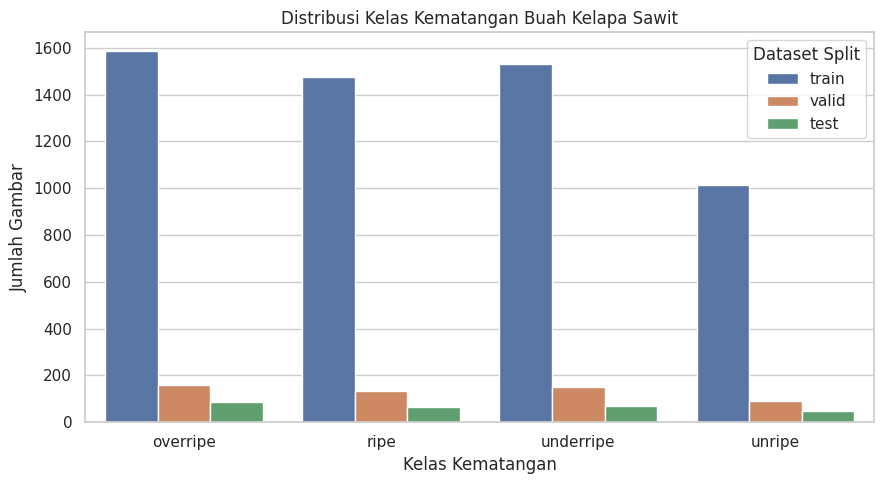 Distribusi Kelas Kematangan Buah Kelapa Sawit
Dataset Split
train
valid
test
Jumlah Gambar
1600
1400
1200
1000
800
600
400
200
0
overripe
ripe
underripe
unripe
Kelas Kematangan